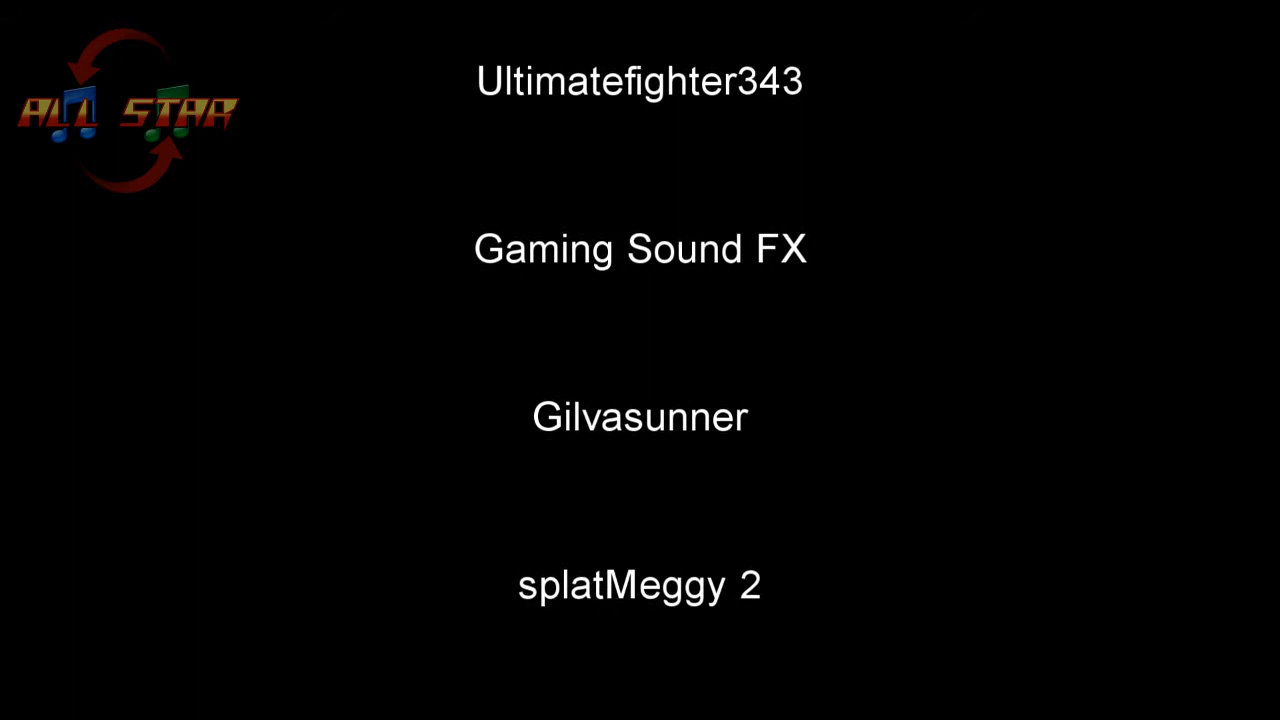 ALL STAR
Ultimatefighter343
Gaming Sound FX
Gilvasunner
splatMeggy 2